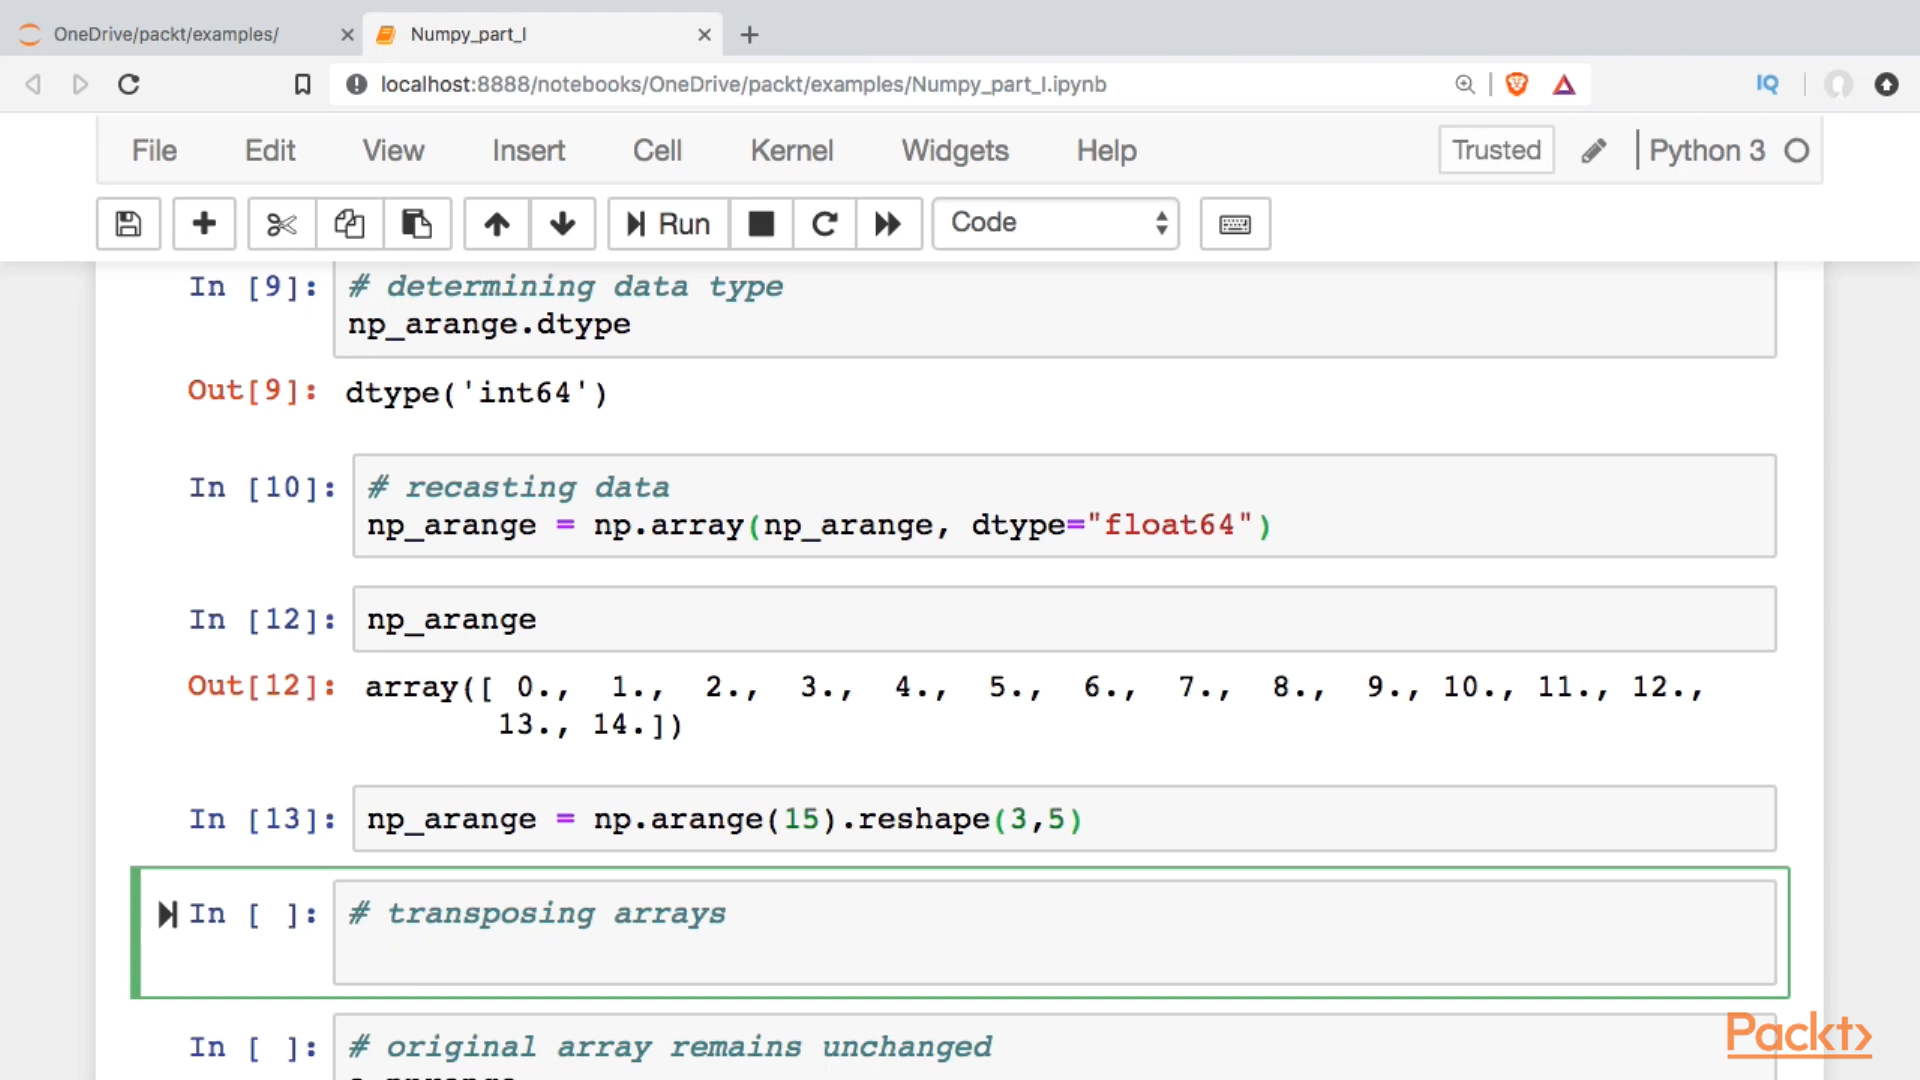 OneDrive/packt/examples/
Numpy_part_I
localhost:8888/notebooks/OneDrive/packt/examples/Numpy_part_I.ipynb
IQ
File Edit View Insert Cell Kernel Widgets Help Trusted Python 3
Run Code
In [9]: # determining data type
np_arange.dtype
Out[9]: dtype('int64')
In [10]: # recasting data
np_arange = np.array(np_arange, dtype="float64")
In [12]: np_arange
Out[12]: array([ 0., 1., 2., 3., 4., 5., 6., 7., 8., 9., 10., 11., 12.,
13., 14.])
In [13]: np_arange = np.arange(15).reshape(3,5)
In [ ]: # transposing arrays
In [ ]: # original array remains unchanged
Packt>